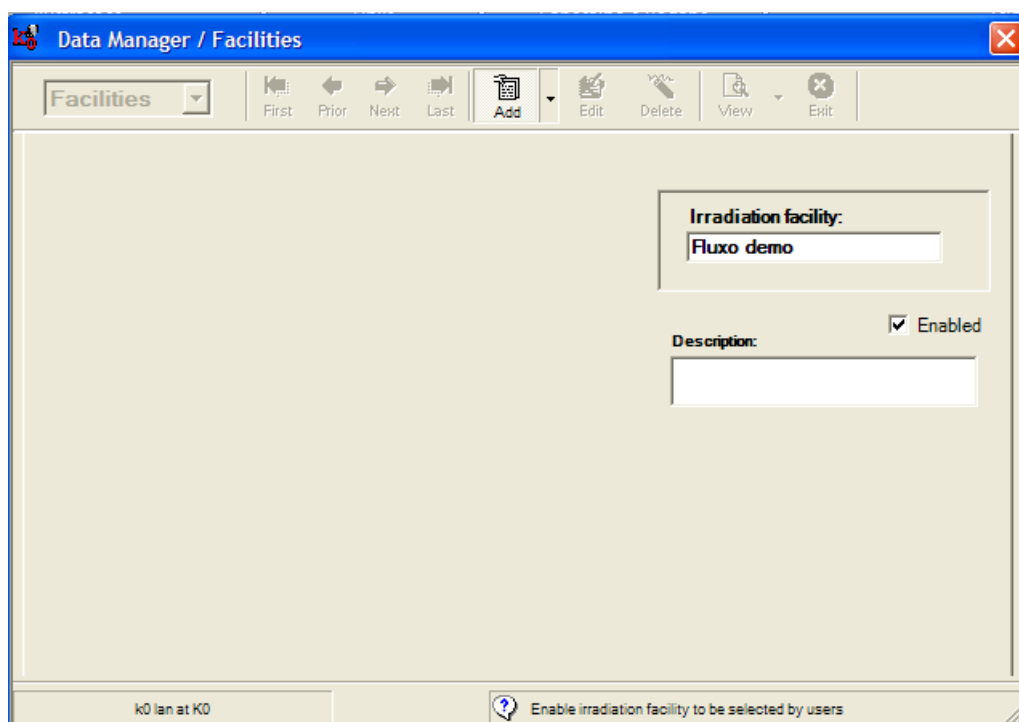 Data Manager / Facilities
Facilities
First Prior Next Last Add Edit Delete View Exit
Irradiation facility:
Fluxo demo
Enabled
Description:
k0 lan at K0
Enable irradiation facility to be selected by users